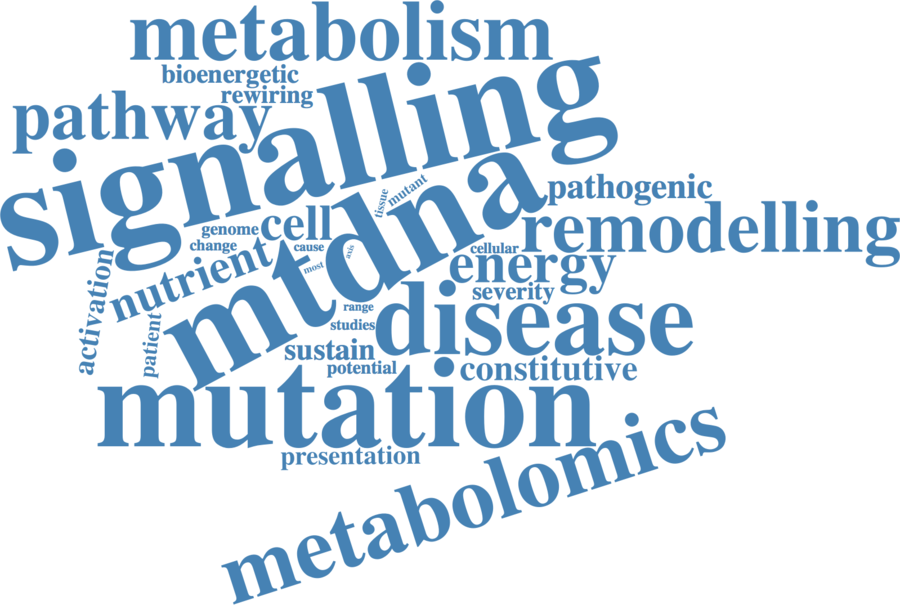 metabolism
bioenergetic
rewiring
pathway
signalling
tissue
mutant
pathogenic
mtdna
genome
cell
remodelling
change
cause
axis
cellular
nutrient
most
energy
activation
severity
patient
range
disease
studies
sustain
potential
constitutive
mutation
presentation
metabolomics